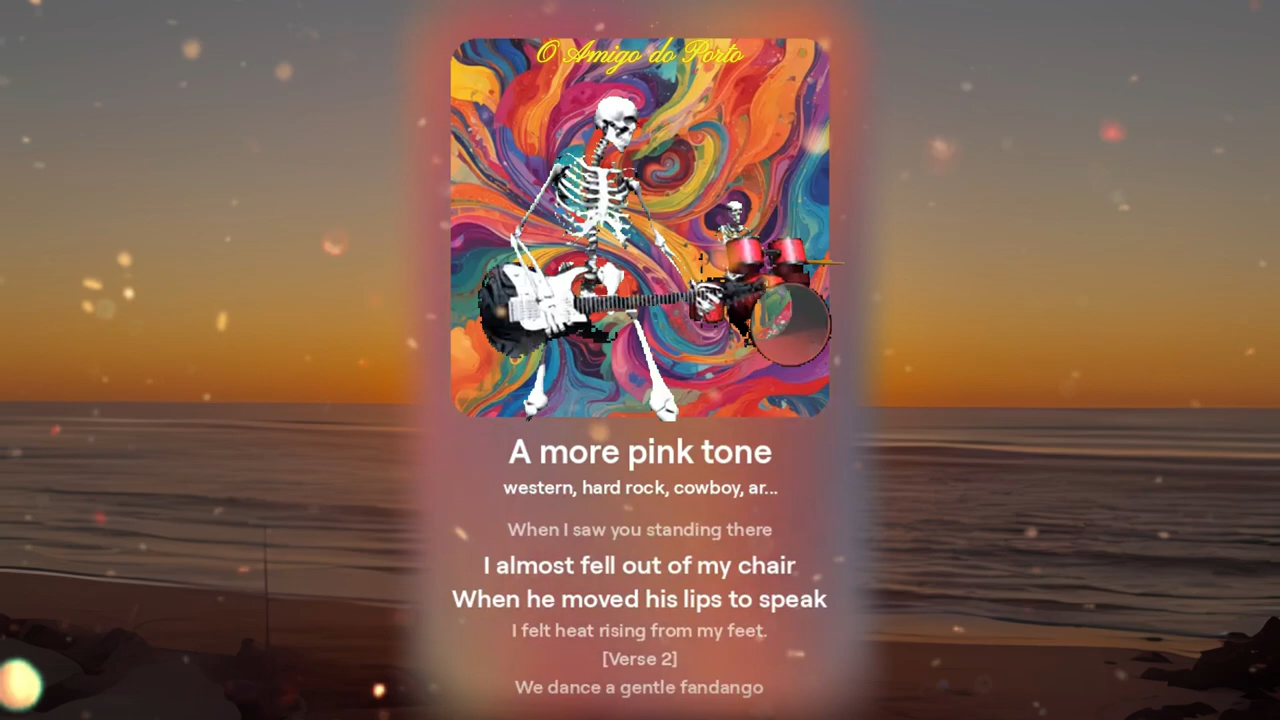 O Amigo do Porto
A more pink tone
western, hard rock, cowboy, ar...
When I saw you standing there
I almost fell out of my chair
When he moved his lips to speak
I felt heat rising from my feet.
[Verse 2]
We dance a gentle fandango